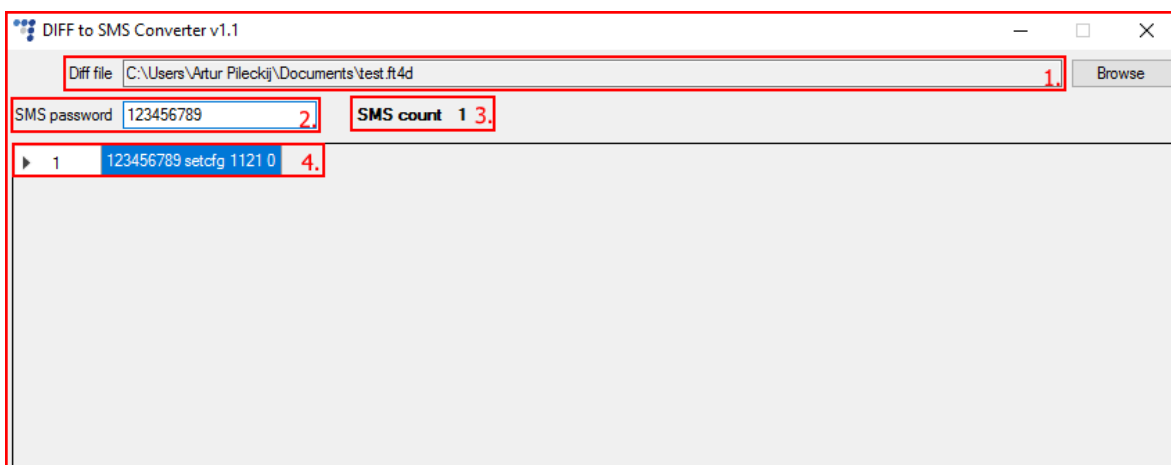 DIFF to SMS Converter v1.1
Diff file C:\Users\Artur Pileckij\Documents\test.ft4d 1. Browse
SMS password 123456789 2. SMS count 1 3.
1 123456789 setcfg 1121 0 4.